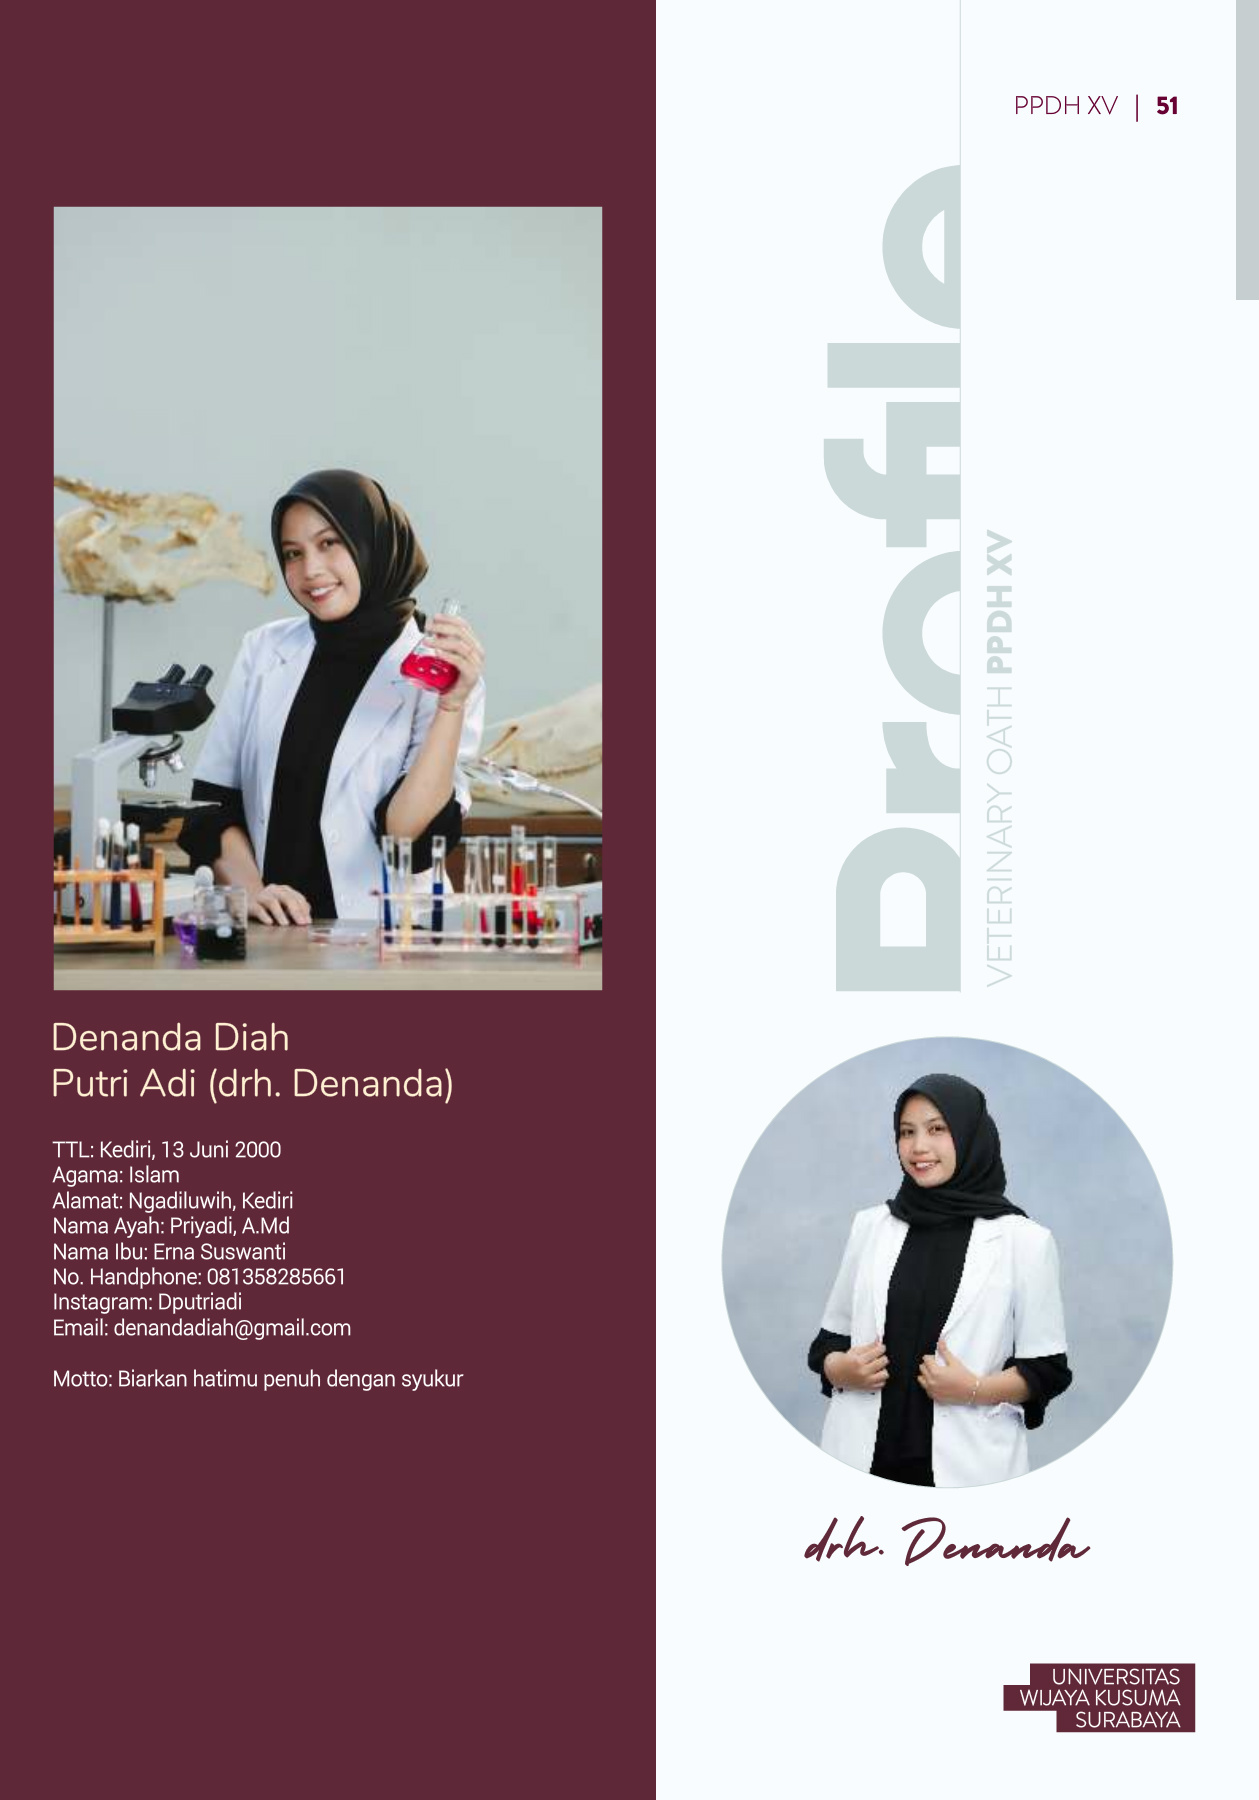 PPDH XV | 51
Profile
VETERINARY OATH PPDH XV
Denanda Diah
Putri Adi (drh. Denanda)
TTL: Kediri, 13 Juni 2000
Agama: Islam
Alamat: Ngadiluwih, Kediri
Nama Ayah: Priyadi, A.Md
Nama Ibu: Erna Suswanti
No. Handphone: 081358285661
Instagram: Dputriadi
Email: denandadiah@gmail.com
Motto: Biarkan hatimu penuh dengan syukur
drh. Denanda
UNIVERSITAS
WIJAYA KUSUMA
SURABAYA